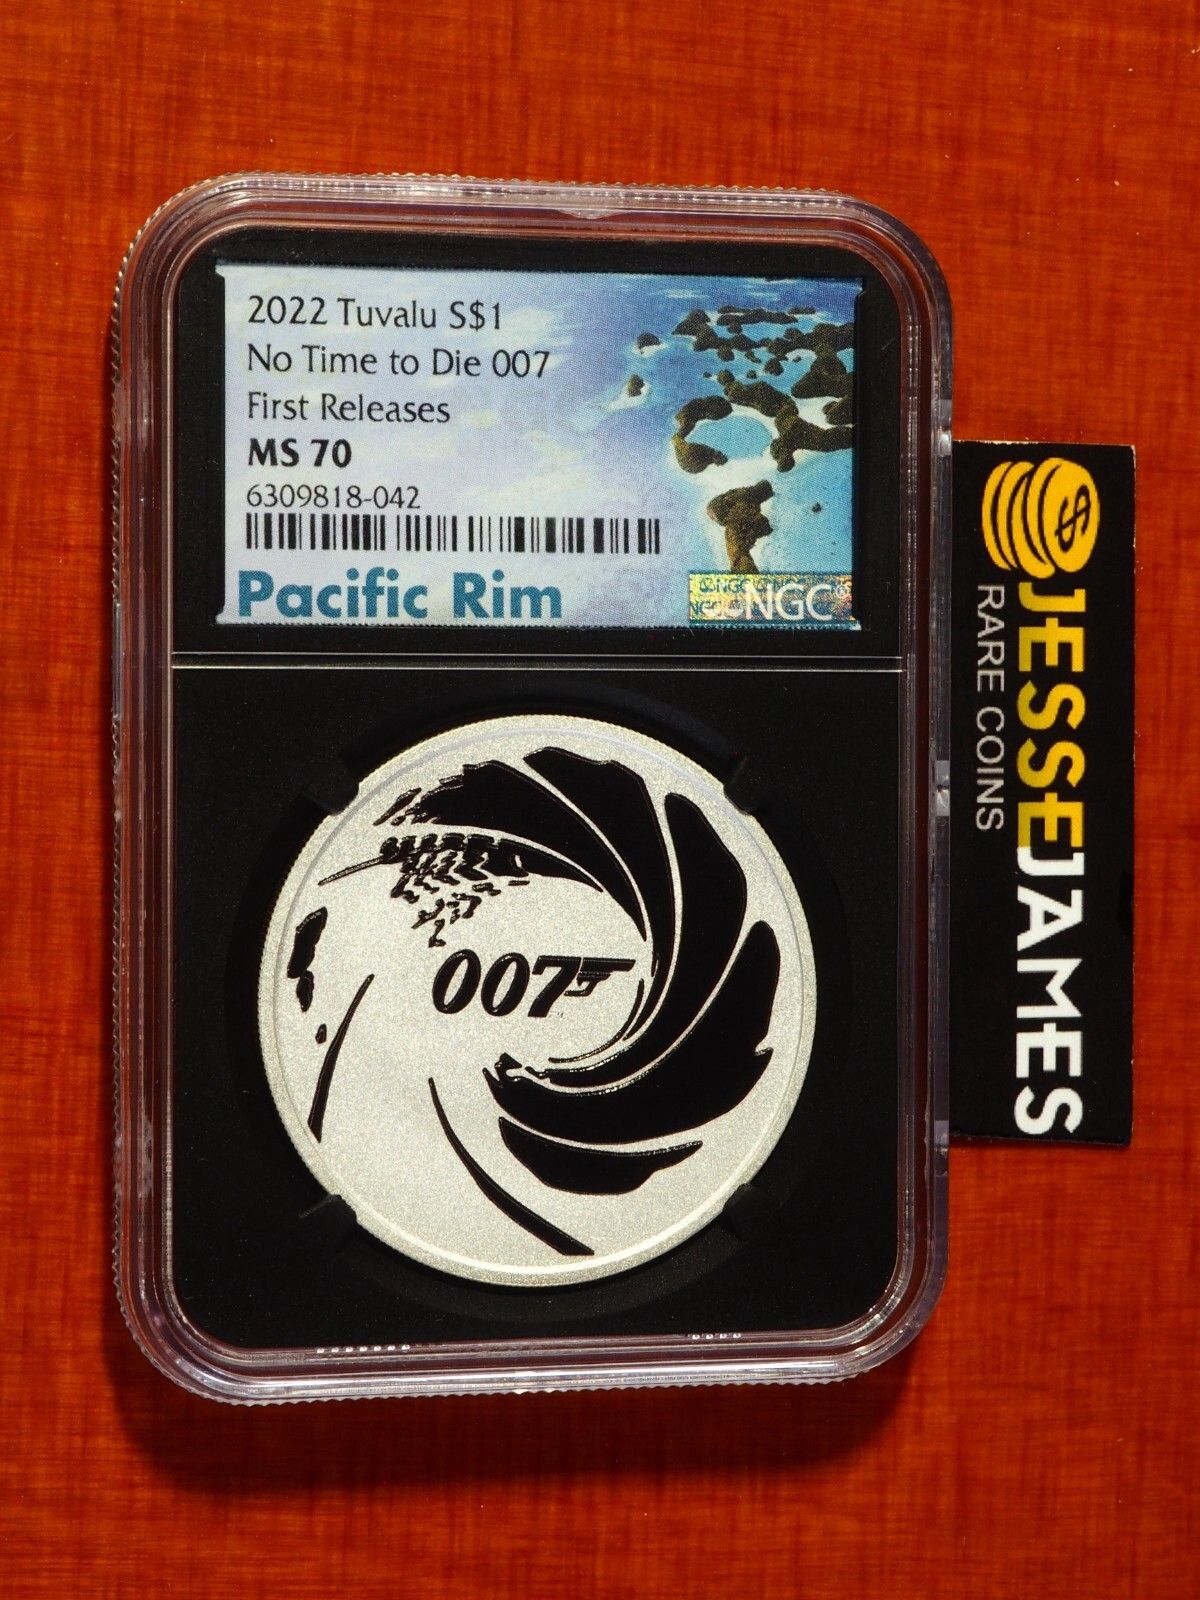 2022 Tuvalu S$1
No Time to Die 007
First Releases
MS 70
6309818-042
Pacific Rim
NGC
007
JESSEJAMES
RARE COINS
$